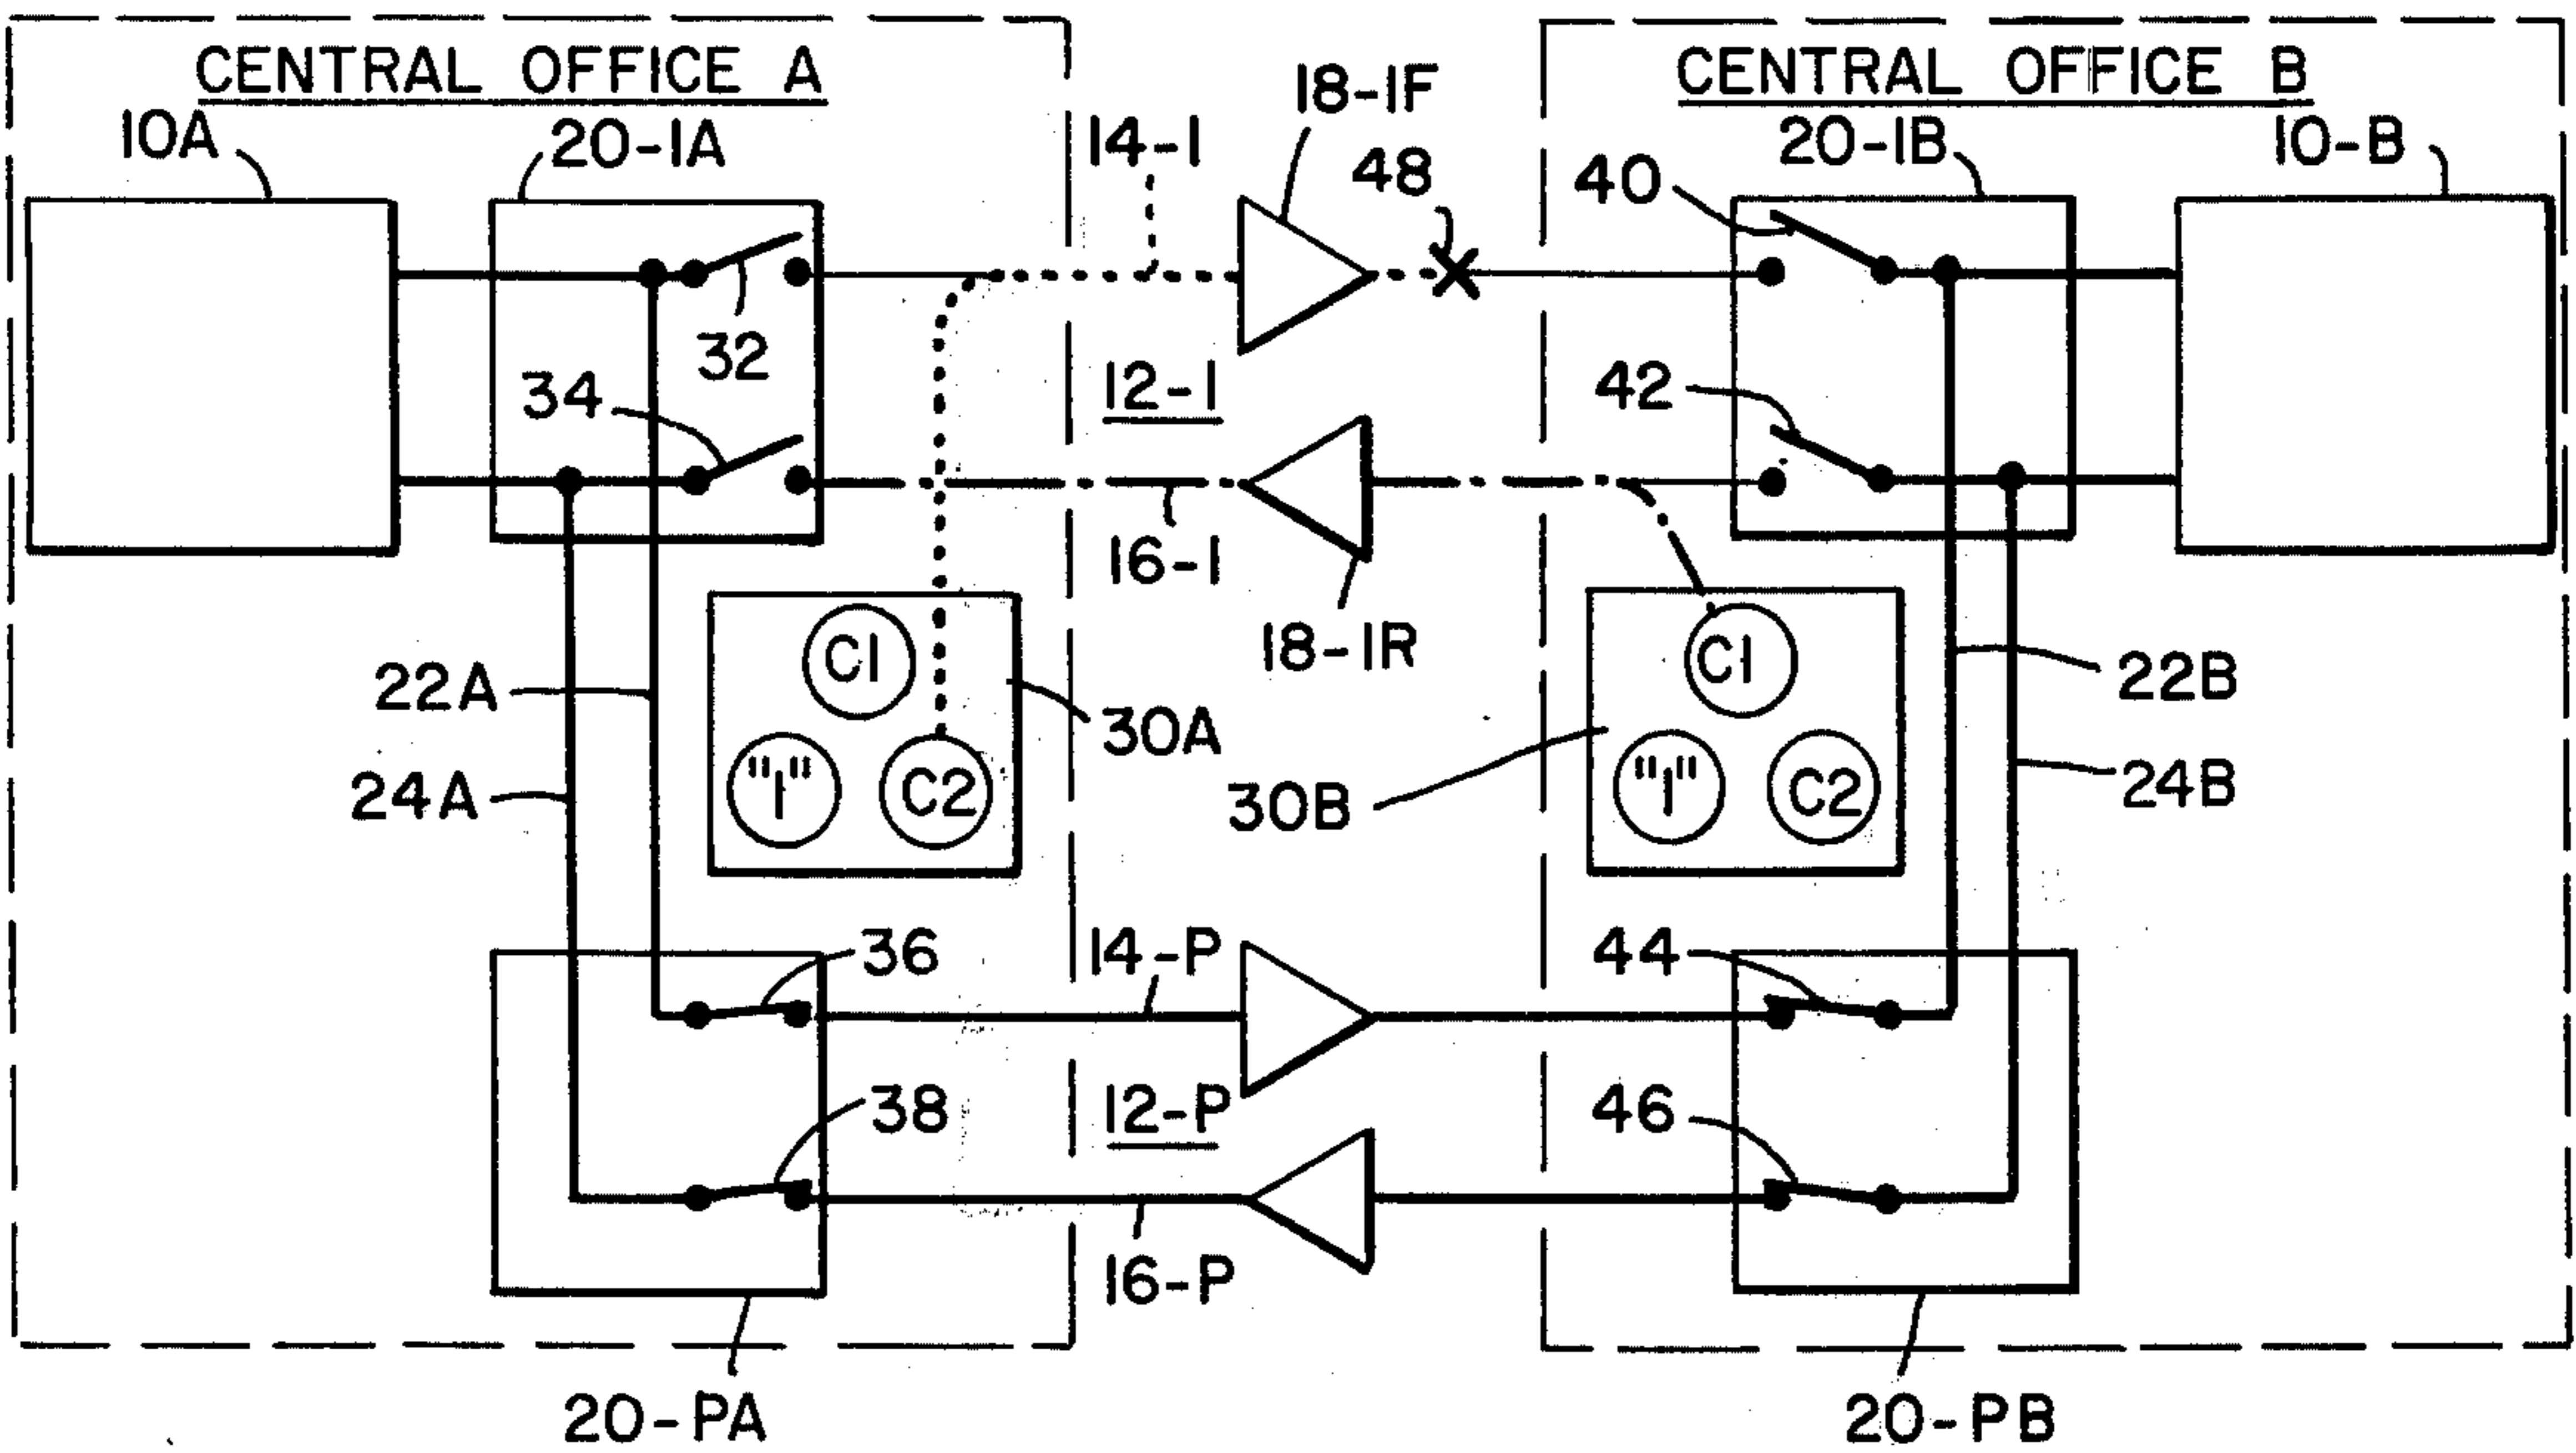 CENTRAL OFFICE A
CENTRAL OFFICE B
18-1F
10A
20-1A
14-1
48
40
20-1B
10-B
32
34
12-1
42
16-1
18-1R
C1
"1"
C2
30A
22A
24A
C1
"1"
C2
30B
22B
24B
36
14-P
44
38
12-P
46
16-P
20-PA
20-PB